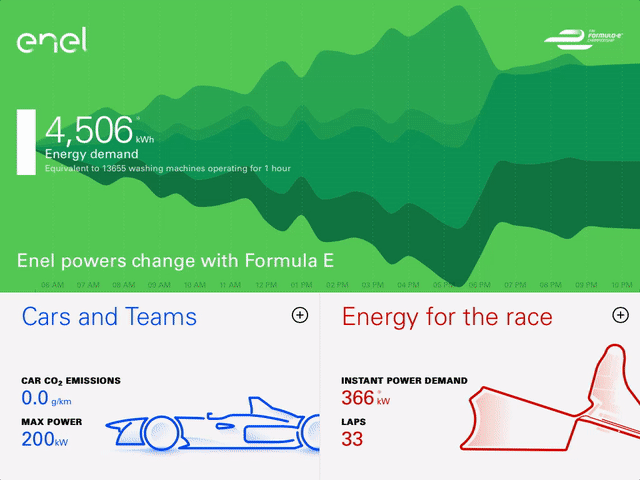 enel
THE
FORMULA-E
CHAMPIONSHIP
4,506 kWh
Energy demand
Equivalent to 13655 washing machines operating for 1 hour
Enel powers change with Formula E
06 AM 07 AM 08 AM 09 AM 10 AM 11 AM 12 PM 01 PM 02 PM 03 PM 04 PM 05 PM 06 PM 07 PM 08 PM 09 PM 10 PM
Cars and Teams
CAR CO₂ EMISSIONS
0.0 g/km
MAX POWER
200 kW
Energy for the race
INSTANT POWER DEMAND
366 kW
LAPS
33